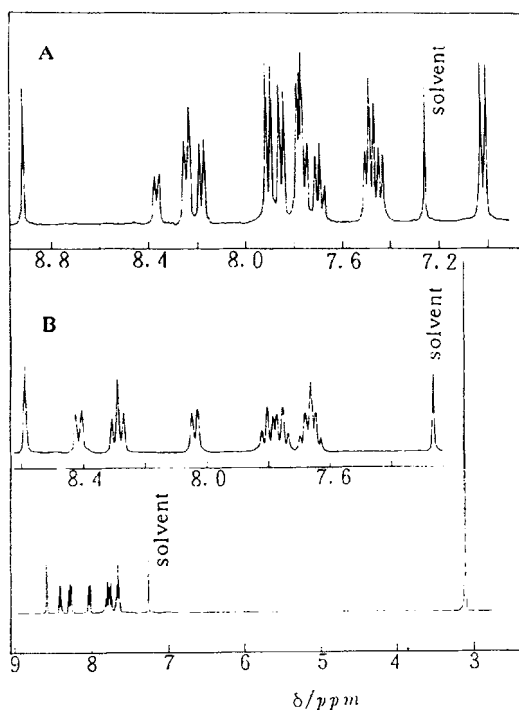 A
solvent
8.8 8.4 8.0 7.6 7.2
B
solvent
8.4 8.0 7.6
solvent
9 8 7 6 5 4 3
δ/ppm